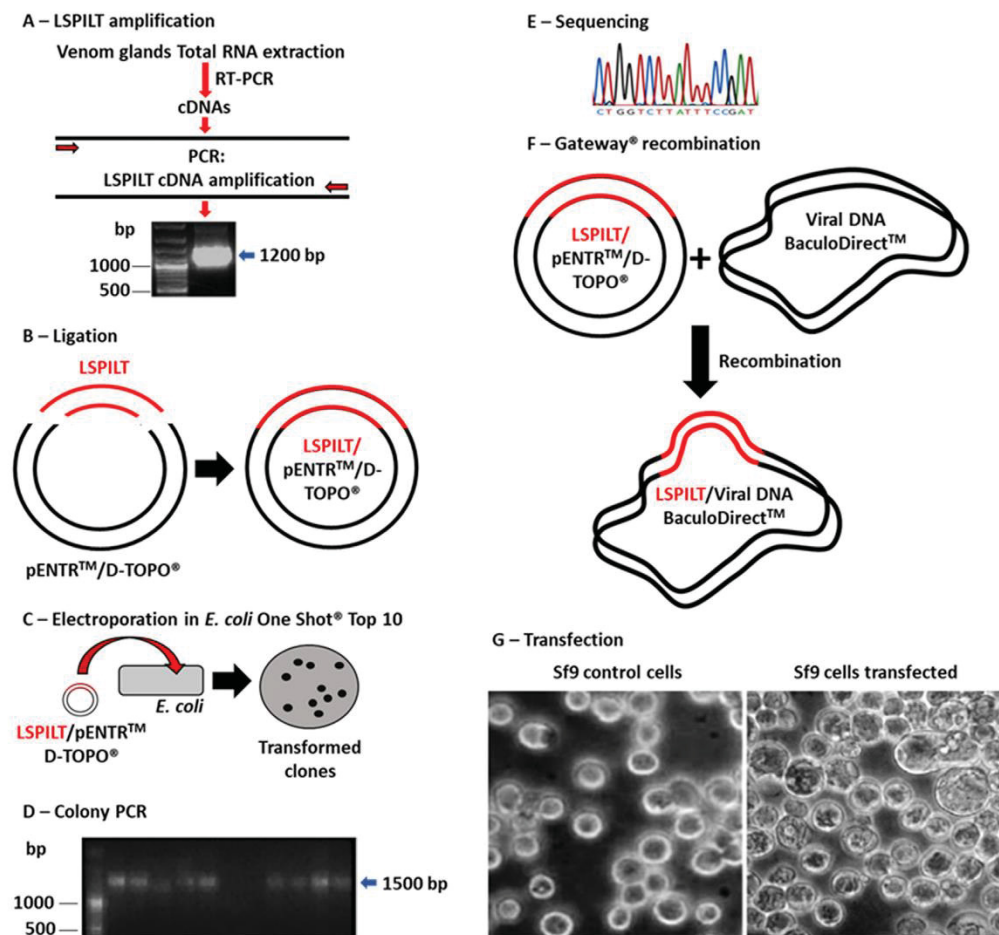 A – LSPILT amplification
Venom glands Total RNA extraction
RT-PCR
cDNAs
PCR:
LSPILT cDNA amplification
bp
1200 bp
1000
500
B – Ligation
LSPILT
LSPILT/
pENTR™/D-
TOPO®
pENTR™/D-TOPO®
C – Electroporation in E. coli One Shot® Top 10
E. coli
LSPILT/pENTR™
D-TOPO®
Transformed
clones
D – Colony PCR
bp
1500 bp
1000
500
E – Sequencing
CTGGTCTTATTTCCGAT
F – Gateway® recombination
LSPILT/
pENTR™/D-
TOPO®
+
Viral DNA
BaculoDirect™
Recombination
LSPILT/Viral DNA
BaculoDirect™
G – Transfection
Sf9 control cells
Sf9 cells transfected